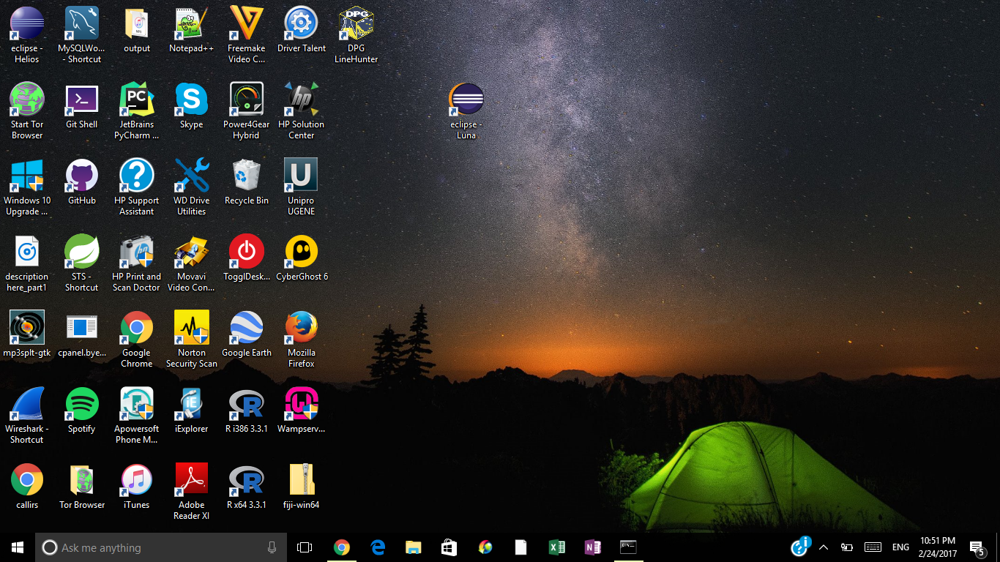 eclipse -
Helios
MySQLWo...
- Shortcut
output
Notepad++
Freemake
Video C...
Driver Talent
DPG
DPG
LineHunter
Start Tor
Browser
Git Shell
PC
JetBrains
PyCharm ...
Skype
Power4Gear
Hybrid
hp
HP Solution
Center
eclipse -
Luna
Windows 10
Upgrade ...
GitHub
HP Support
Assistant
WD Drive
Utilities
Recycle Bin
U
Unipro
UGENE
description
here_part1
STS -
Shortcut
HP Print and
Scan Doctor
Movavi
Video Con...
TogglDesk...
CyberGhost 6
mp3splt-gtk
cpanel.bye...
Google
Chrome
Norton
Security Scan
Google Earth
Mozilla
Firefox
Wireshark -
Shortcut
Spotify
Apowersoft
Phone M...
iE
iExplorer
R i386 3.3.1
Wampserv...
callirs
Tor Browser
iTunes
Adobe
Reader XI
R x64 3.3.1
fiji-win64
Ask me anything
ENG
10:51 PM
2/24/2017
5